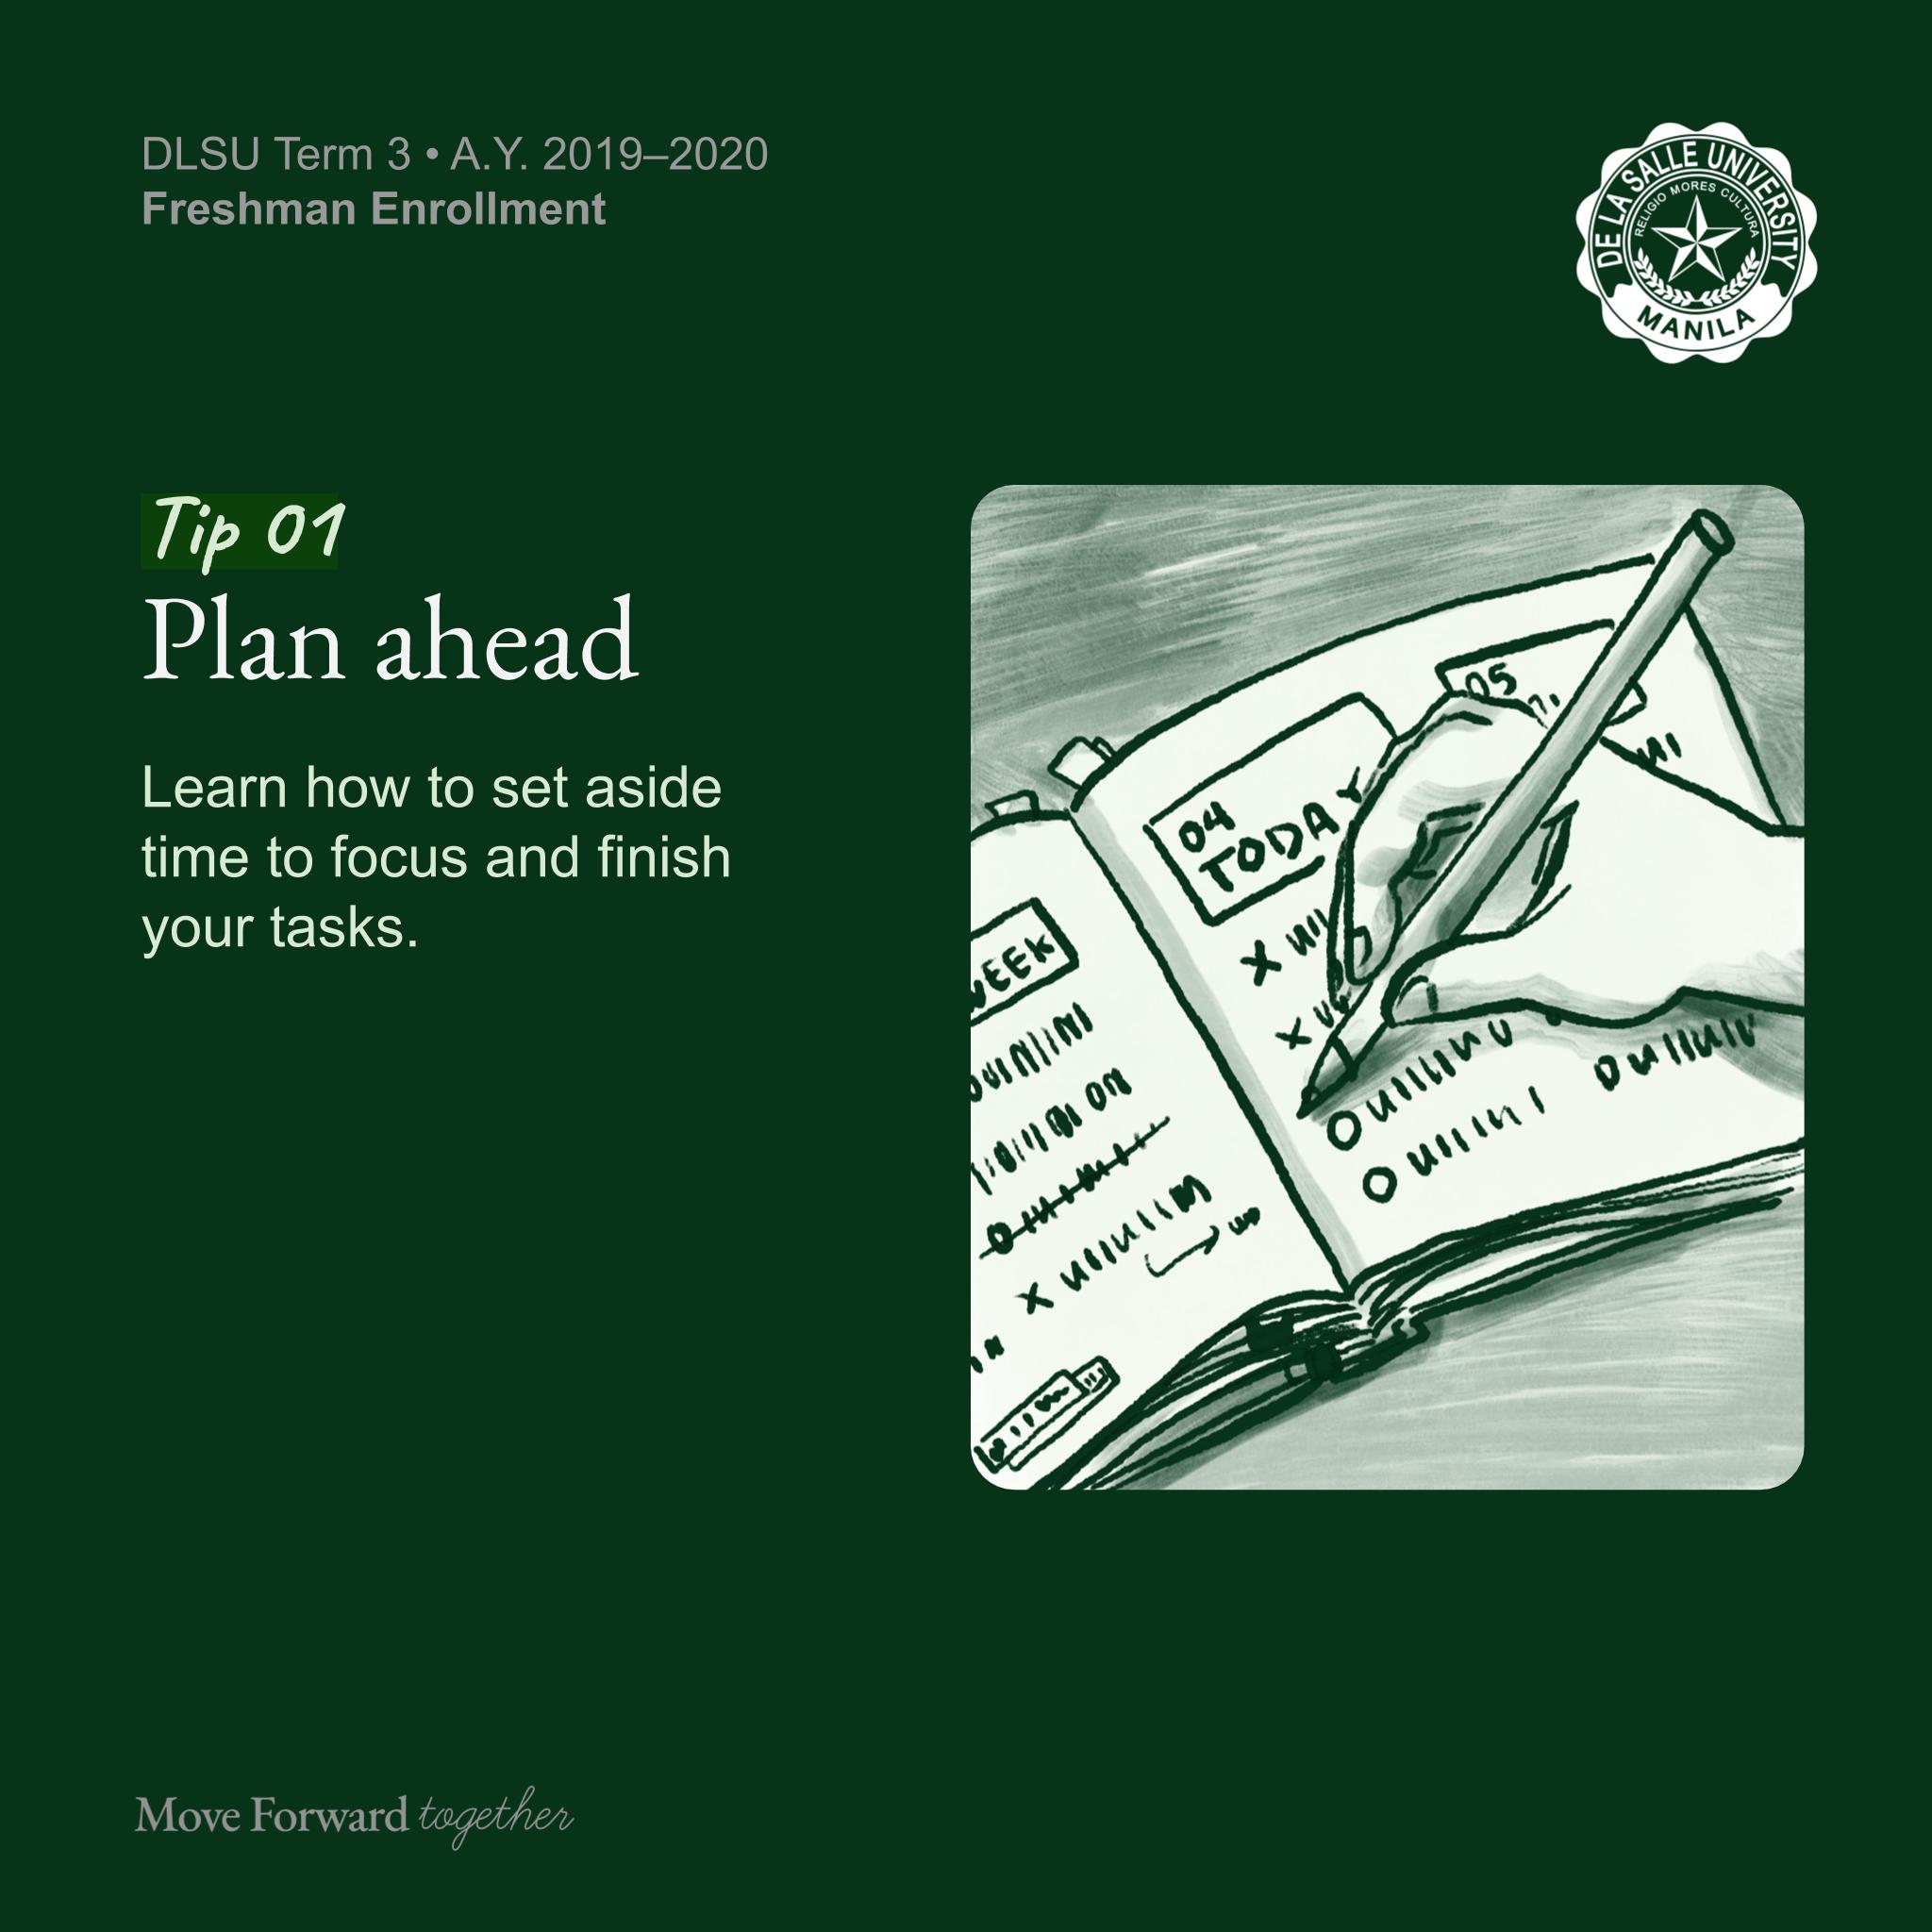 DLSU Term 3 • A.Y. 2019–2020
Freshman Enrollment
DE LA SALLE UNIVERSITY
RELIGIO MORES CULTURA
MANILA
Tip 01
Plan ahead
Learn how to set aside
time to focus and finish
your tasks.
05
04
TODAY
WEEK
Move Forward together